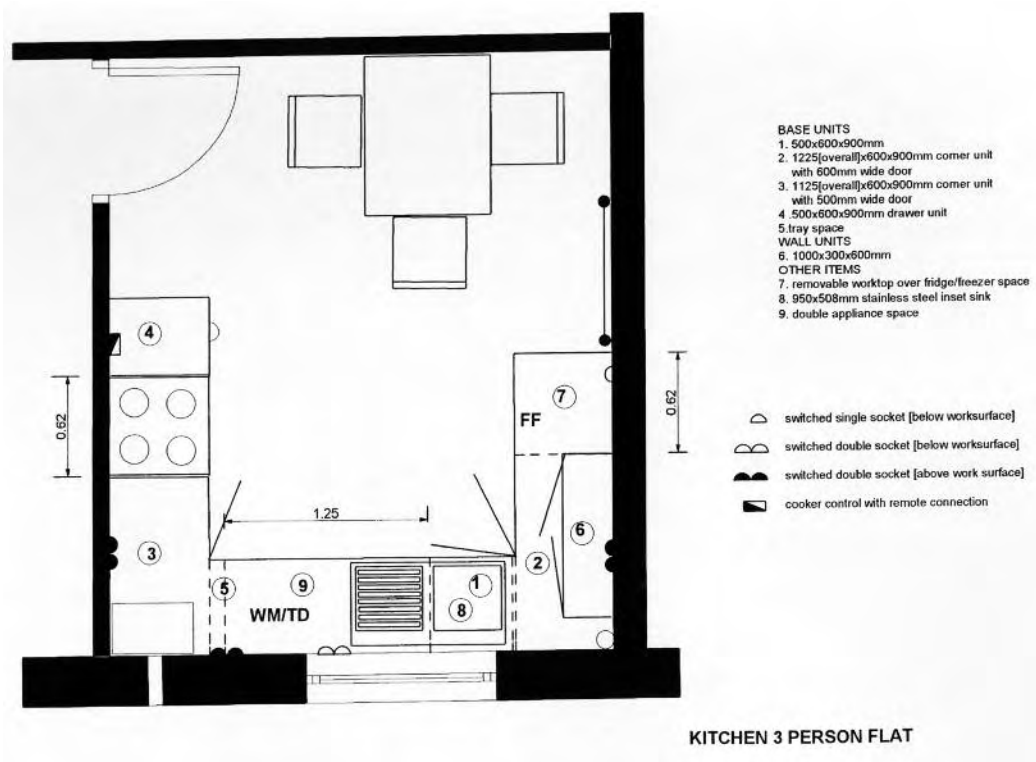 BASE UNITS
1. 500x600x900mm
2. 1225[overall]x600x900mm corner unit
with 600mm wide door
3. 1125[overall]x600x900mm corner unit
with 500mm wide door
4 .500x600x900mm drawer unit
5.tray space
WALL UNITS
6. 1000x300x600mm
OTHER ITEMS
7. removable worktop over fridge/freezer space
8. 950x508mm stainless steel inset sink
9. double appliance space
4
0.62
7
0.62
FF
switched single socket [below worksurface]
switched double socket [below worksurface]
switched double socket [above work surface]
cooker control with remote connection
1.25
3
6
2
5
9
1
8
WM/TD
KITCHEN 3 PERSON FLAT